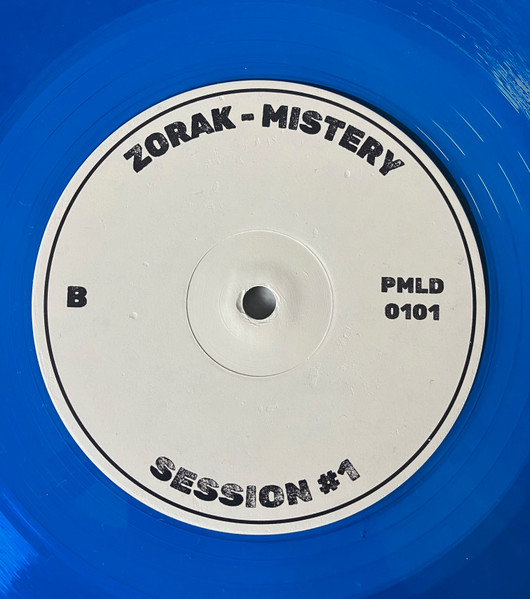 ZORAK - MISTERY
B
PMLD
0101
SESSION #1